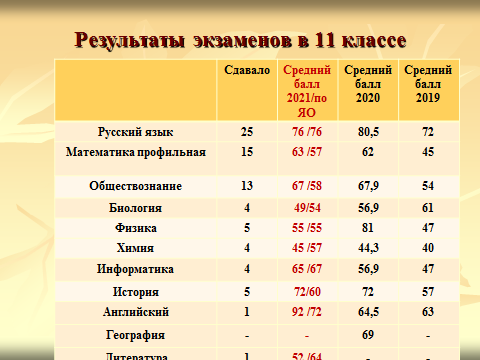 Результаты экзаменов в 11 классе
Сдавало Средний балл 2021/по ЯО Средний балл 2020 Средний балл 2019
Русский язык 25 76 /76 80,5 72
Математика профильная 15 63 /57 62 45
Обществознание 13 67 /58 67,9 54
Биология 4 49/54 56,9 61
Физика 5 55 /55 81 47
Химия 4 45 /57 44,3 40
Информатика 4 65 /67 56,9 47
История 5 72/60 72 57
Английский 1 92 /72 64,5 63
География - - 69 -
Литература 1 52 /64 - -